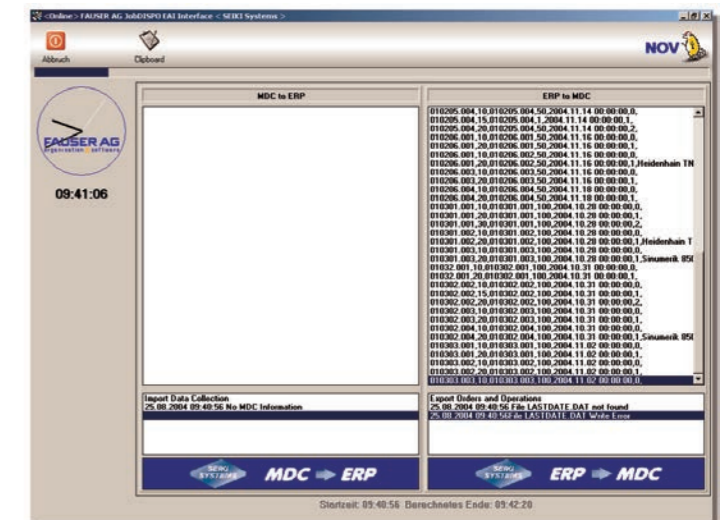 <Online> FAUSER AG JobDISPO EAI Interface < SEIKI Systems >
Abbruch
Clipboard
NOV
FAUSER AG
organisation software
09:41:06
MDC to ERP
ERP to MDC
010205.004,10,010205.004,50,2004.11.14 00:00:00,0,
010205.004,15,010205.004,1,2004.11.14 00:00:00,1,
010205.004,20,010205.004,50,2004.11.14 00:00:00,2,
010206.001,10,010206.001,50,2004.11.16 00:00:00,0,
010206.001,20,010206.001,50,2004.11.16 00:00:00,1,
010206.001,10,010206.002,50,2004.11.16 00:00:00,0,
010206.001,20,010206.002,50,2004.11.16 00:00:00,1,Heidenhain TN
010206.003,10,010206.003,50,2004.11.16 00:00:00,0,
010206.003,20,010206.003,50,2004.11.16 00:00:00,1,
010206.004,10,010206.004,50,2004.11.18 00:00:00,0,
010206.004,20,010206.004,50,2004.11.18 00:00:00,1,
010301.001,10,010301.001,100,2004.10.28 00:00:00,0,
010301.001,20,010301.001,100,2004.10.28 00:00:00,1,
010301.001,30,010301.001,100,2004.10.28 00:00:00,2,
010301.002,10,010301.002,100,2004.10.28 00:00:00,0,
010301.002,20,010301.002,100,2004.10.28 00:00:00,1,Heidenhain T
010301.003,10,010301.003,100,2004.10.28 00:00:00,0,
010301.003,20,010301.003,100,2004.10.28 00:00:00,1,Sinumerik 850
01032.001,10,010302.001,100,2004.10.31 00:00:00,0,
01032.001,20,010302.001,100,2004.10.31 00:00:00,1,
010302.002,10,010302.002,100,2004.10.31 00:00:00,0,
010302.002,15,010302.002,100,2004.10.31 00:00:00,1,
010302.002,20,010302.002,100,2004.10.31 00:00:00,2,
010302.003,10,010302.003,100,2004.10.31 00:00:00,0,
010302.003,20,010302.003,100,2004.10.31 00:00:00,1,
010302.004,10,010302.004,100,2004.10.31 00:00:00,0,
010302.004,20,010302.004,100,2004.10.31 00:00:00,1,Sinumerik 850
010303.001,10,010303.001,100,2004.11.02 00:00:00,0,
010303.001,20,010303.001,100,2004.11.02 00:00:00,1,
010303.002,10,010303.002,100,2004.11.02 00:00:00,0,
010303.002,20,010303.002,100,2004.11.02 00:00:00,1,
010303.003,10,010303.003,100,2004.11.02 00:00:00,0,
Import Data Collection
25.08.2004 09:40:56 No MDC Information
Export Orders and Operations
25.08.2004 09:40:56 File LASTDATE.DAT not found
25.08.2004 09:40:56File LASTDATE.DAT Write Error
SEIKI SYSTEMS
MDC ERP
SEIKI SYSTEMS
ERP MDC
Startzeit: 09:40:56 Berechnetes Ende: 09:42:20